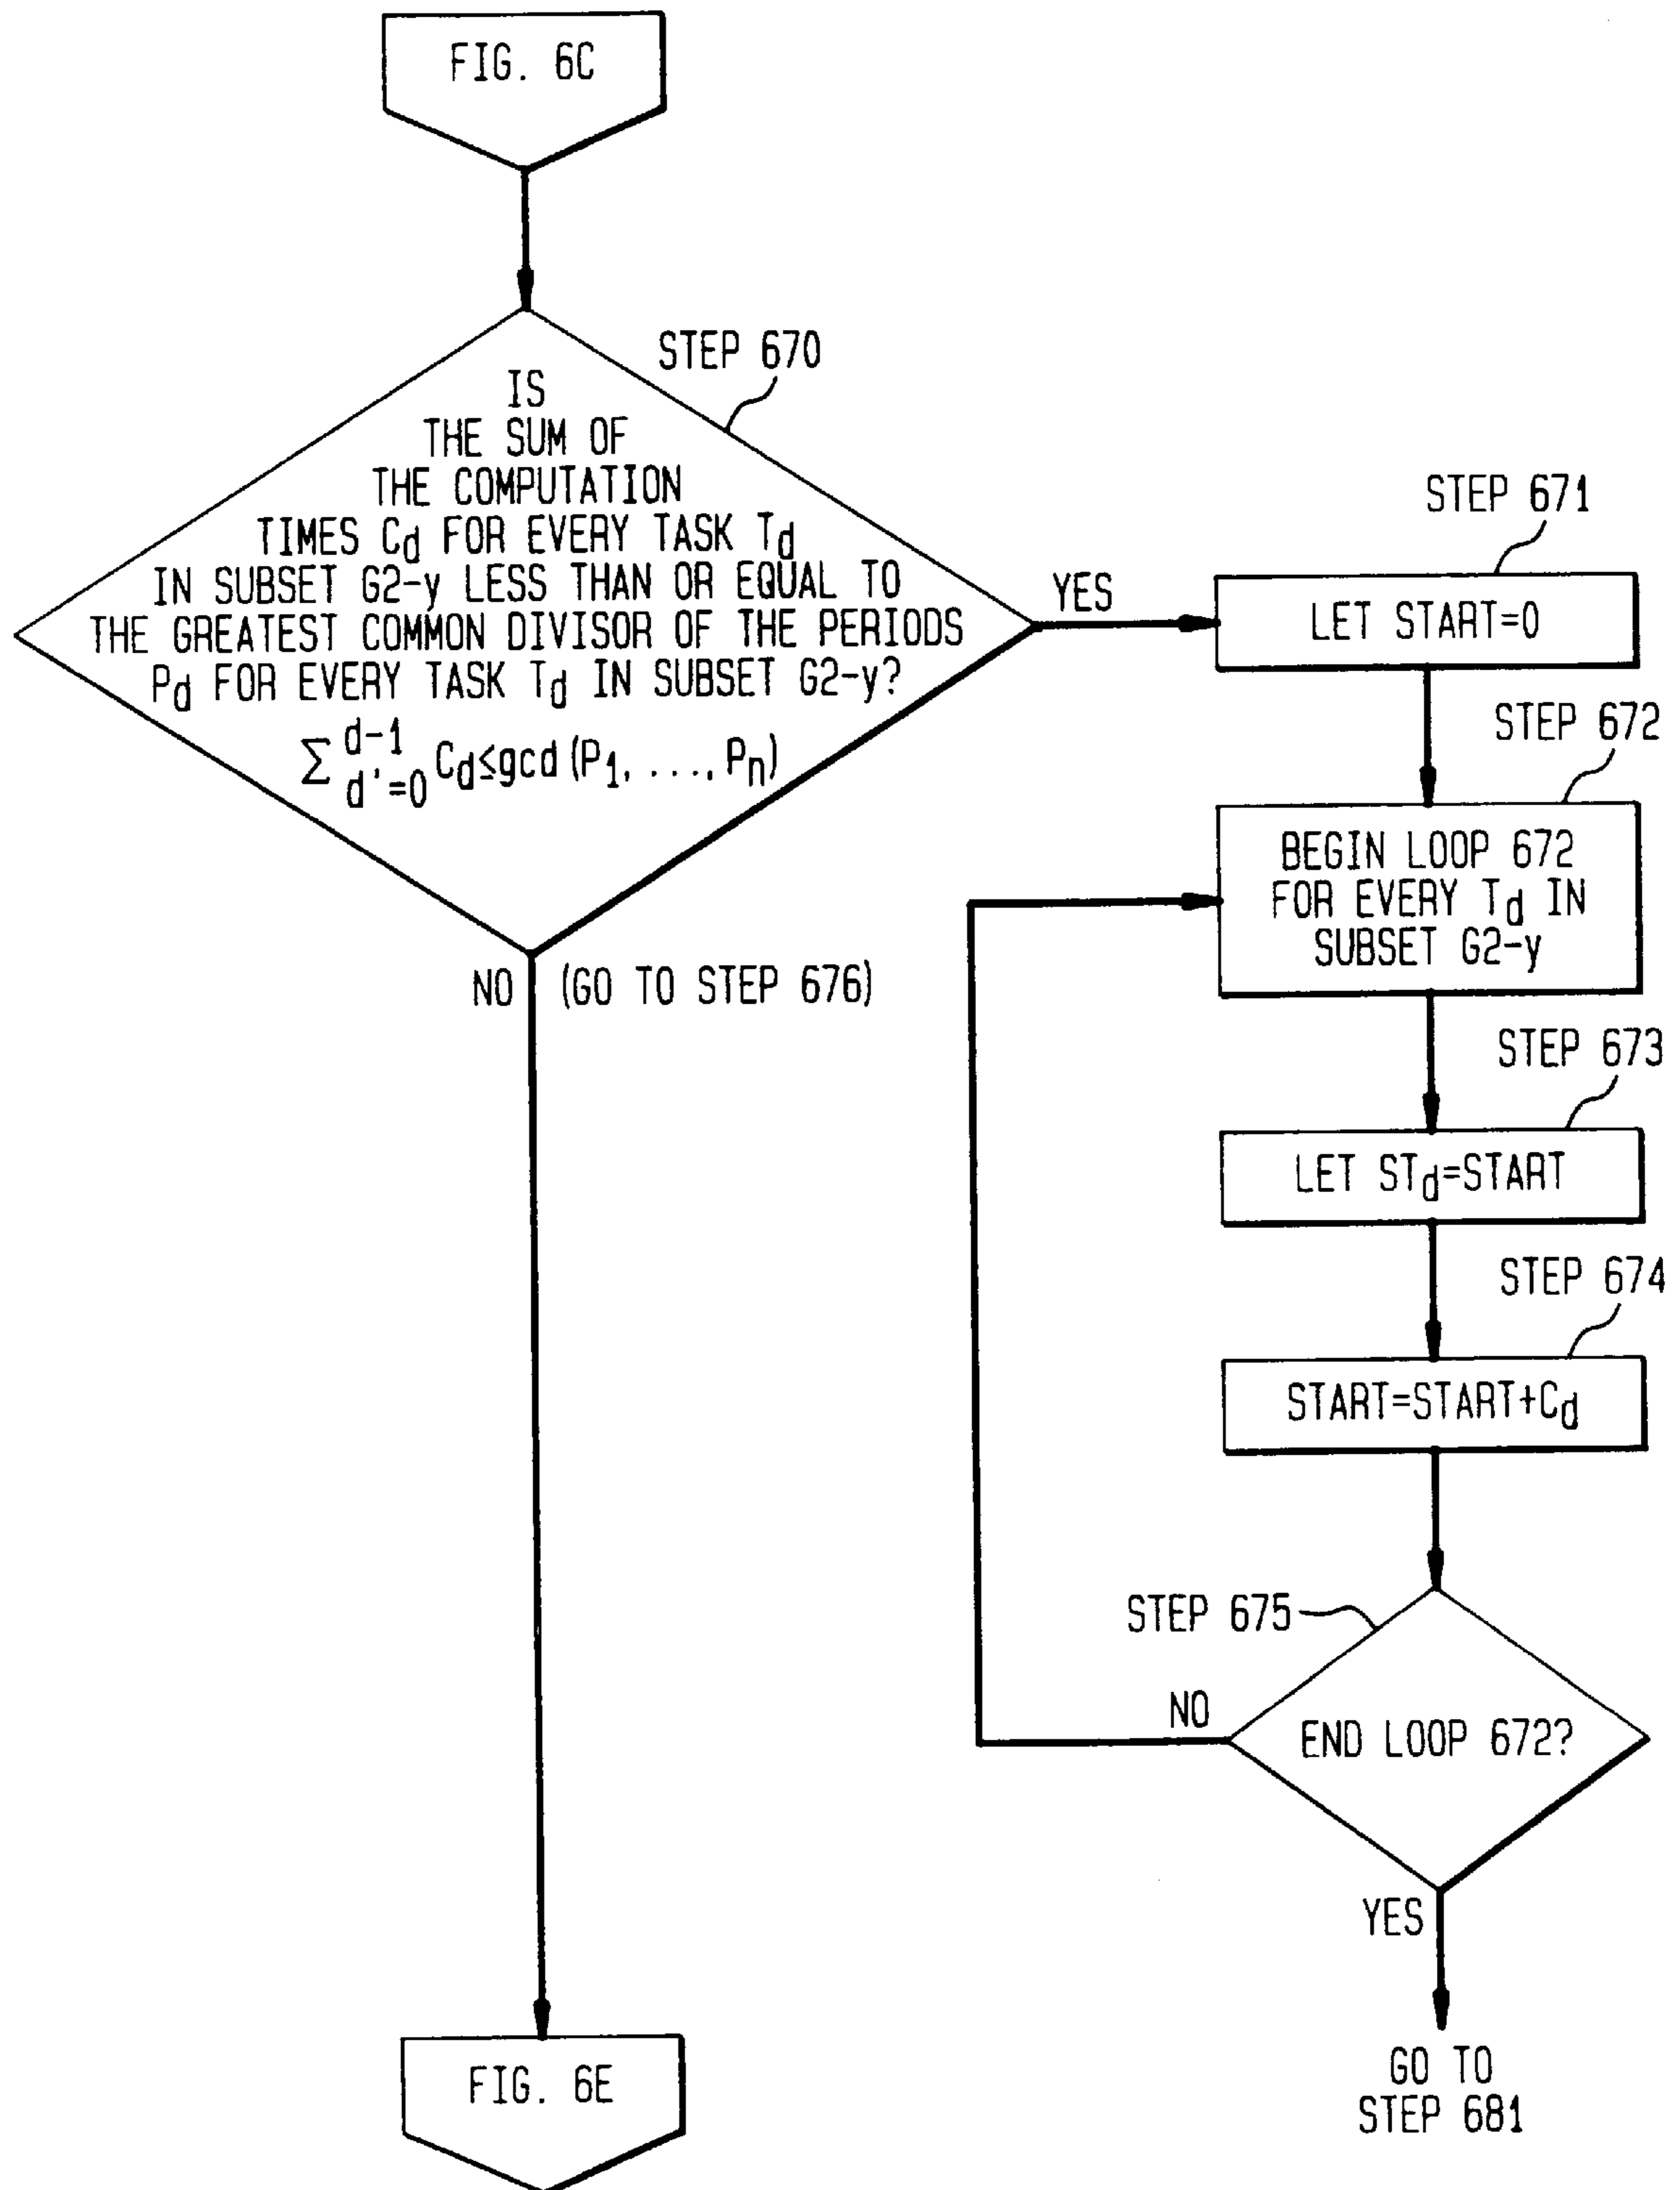 FIG. 6C
STEP 670
IS
THE SUM OF
THE COMPUTATION
TIMES Cd FOR EVERY TASK Td
IN SUBSET G2-y LESS THAN OR EQUAL TO
THE GREATEST COMMON DIVISOR OF THE PERIODS
Pd FOR EVERY TASK Td IN SUBSET G2-y?
∑ d-1 d'=0 Cd≤gcd (P1, ..., Pn)
YES
NO (GO TO STEP 676)
FIG. 6E
STEP 671
LET START=0
STEP 672
BEGIN LOOP 672
FOR EVERY Td IN
SUBSET G2-y
STEP 673
LET STd=START
STEP 674
START=START+Cd
STEP 675
END LOOP 672?
NO
YES
GO TO
STEP 681